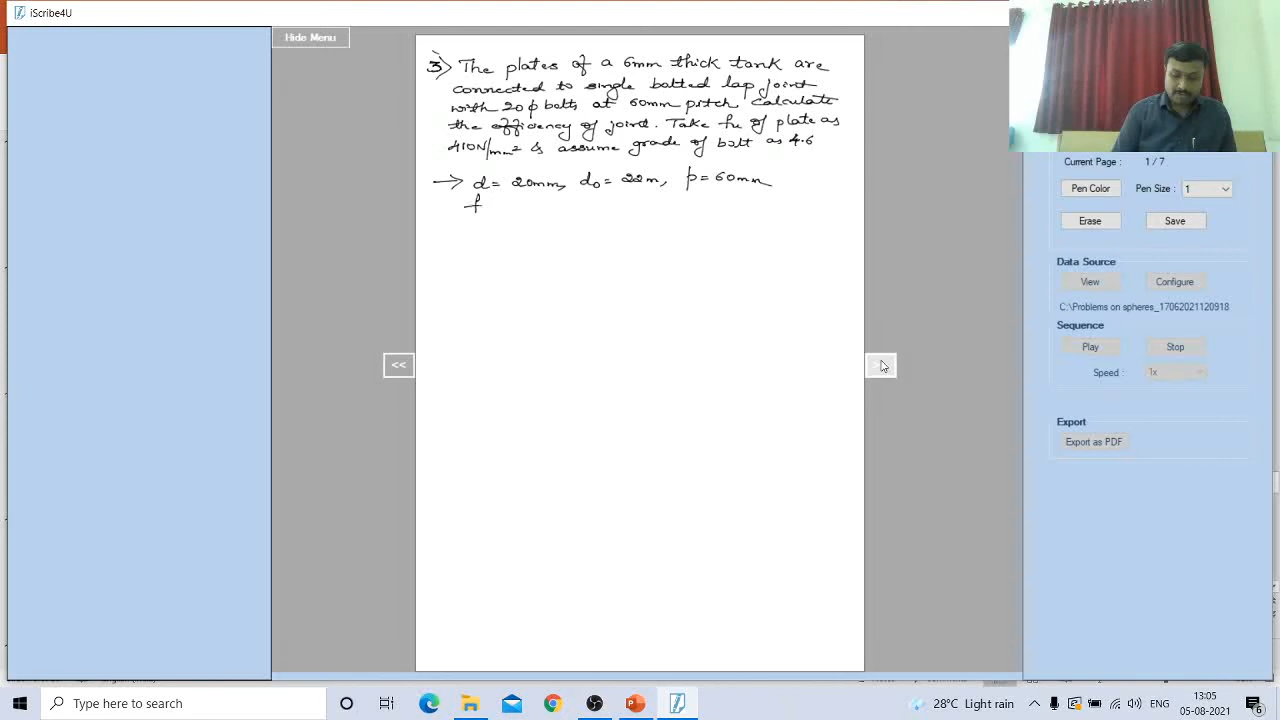 iScribe4U
Hide Menu
3) The plates of a 6mm thick tank are
connected to single bolted lap joint
with 20 φ bolts at 60mm pitch, Calculate
the efficiency of joint. Take fu of plate as
410N/mm² & assume grade of bolt as 4.6
→ d = 20mm, d₀ = 22m, p = 60mm
f
<<
Current Page : 1 / 7
Pen Color Pen Size : 1
Erase Save
Data Source
View Configure
C:\Problems on spheres_17062021120918
Sequence
Play Stop
Speed : 1x
Export
Export as PDF
Type here to search
28°C Light rain
ENG
13:05
05-08-2021
6